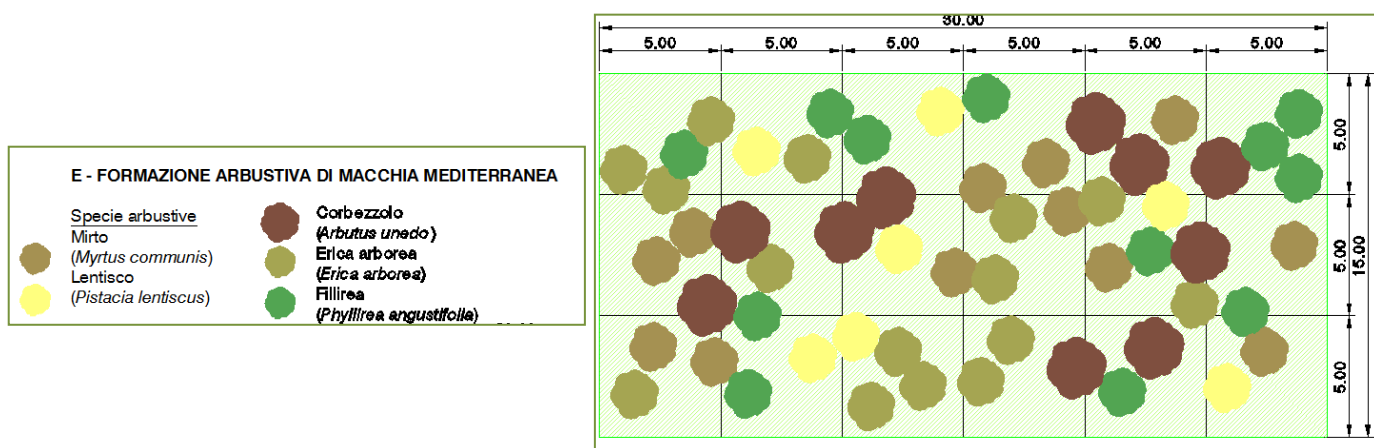 E - FORMAZIONE ARBUSTIVA DI MACCHIA MEDITERRANEA
Specie arbustive
Mirto
(Myrtus communis)
Lentisco
(Pistacia lentiscus)
Corbezzolo
(Arbutus unedo)
Erica arborea
(Erica arborea)
Fillirea
(Phyllirea angustifolia)
30.00
5.00 5.00 5.00 5.00 5.00 5.00
5.00
5.00
5.00
15.00